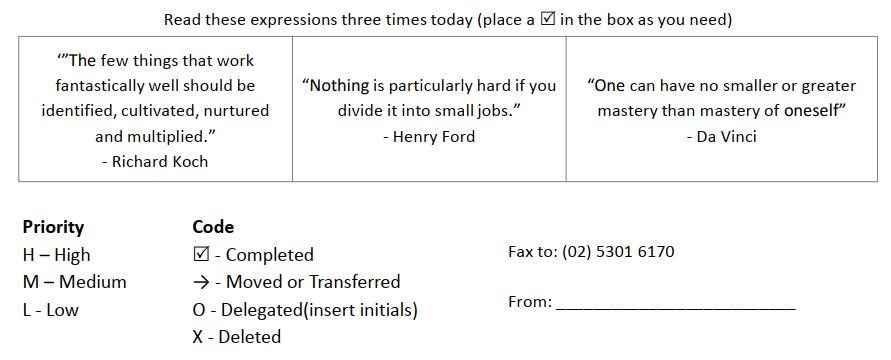 Read these expressions three times today (place a ☑ in the box as you need)
‘”The few things that work
fantastically well should be
identified, cultivated, nurtured
and multiplied.”
- Richard Koch
“Nothing is particularly hard if you
divide it into small jobs.”
- Henry Ford
“One can have no smaller or greater
mastery than mastery of oneself”
- Da Vinci
Priority
H – High
M – Medium
L - Low
Code
☑ - Completed
→ - Moved or Transferred
O - Delegated(insert initials)
X - Deleted
Fax to: (02) 5301 6170
From: __________________________